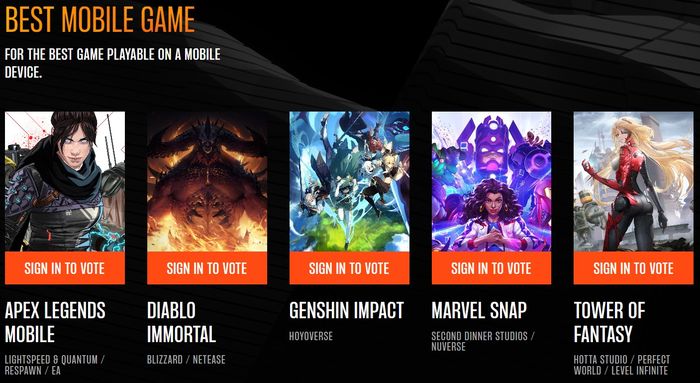 BEST MOBILE GAME
FOR THE BEST GAME PLAYABLE ON A MOBILE
DEVICE.
SIGN IN TO VOTE
SIGN IN TO VOTE
SIGN IN TO VOTE
SIGN IN TO VOTE
SIGN IN TO VOTE
APEX LEGENDS
MOBILE
LIGHTSPEED & QUANTUM /
RESPAWN / EA
DIABLO
IMMORTAL
BLIZZARD / NETEASE
GENSHIN IMPACT
HOYOVERSE
MARVEL SNAP
SECOND DINNER STUDIOS /
NUVERSE
TOWER OF
FANTASY
HOTTA STUDIO / PERFECT
WORLD / LEVEL INFINITE